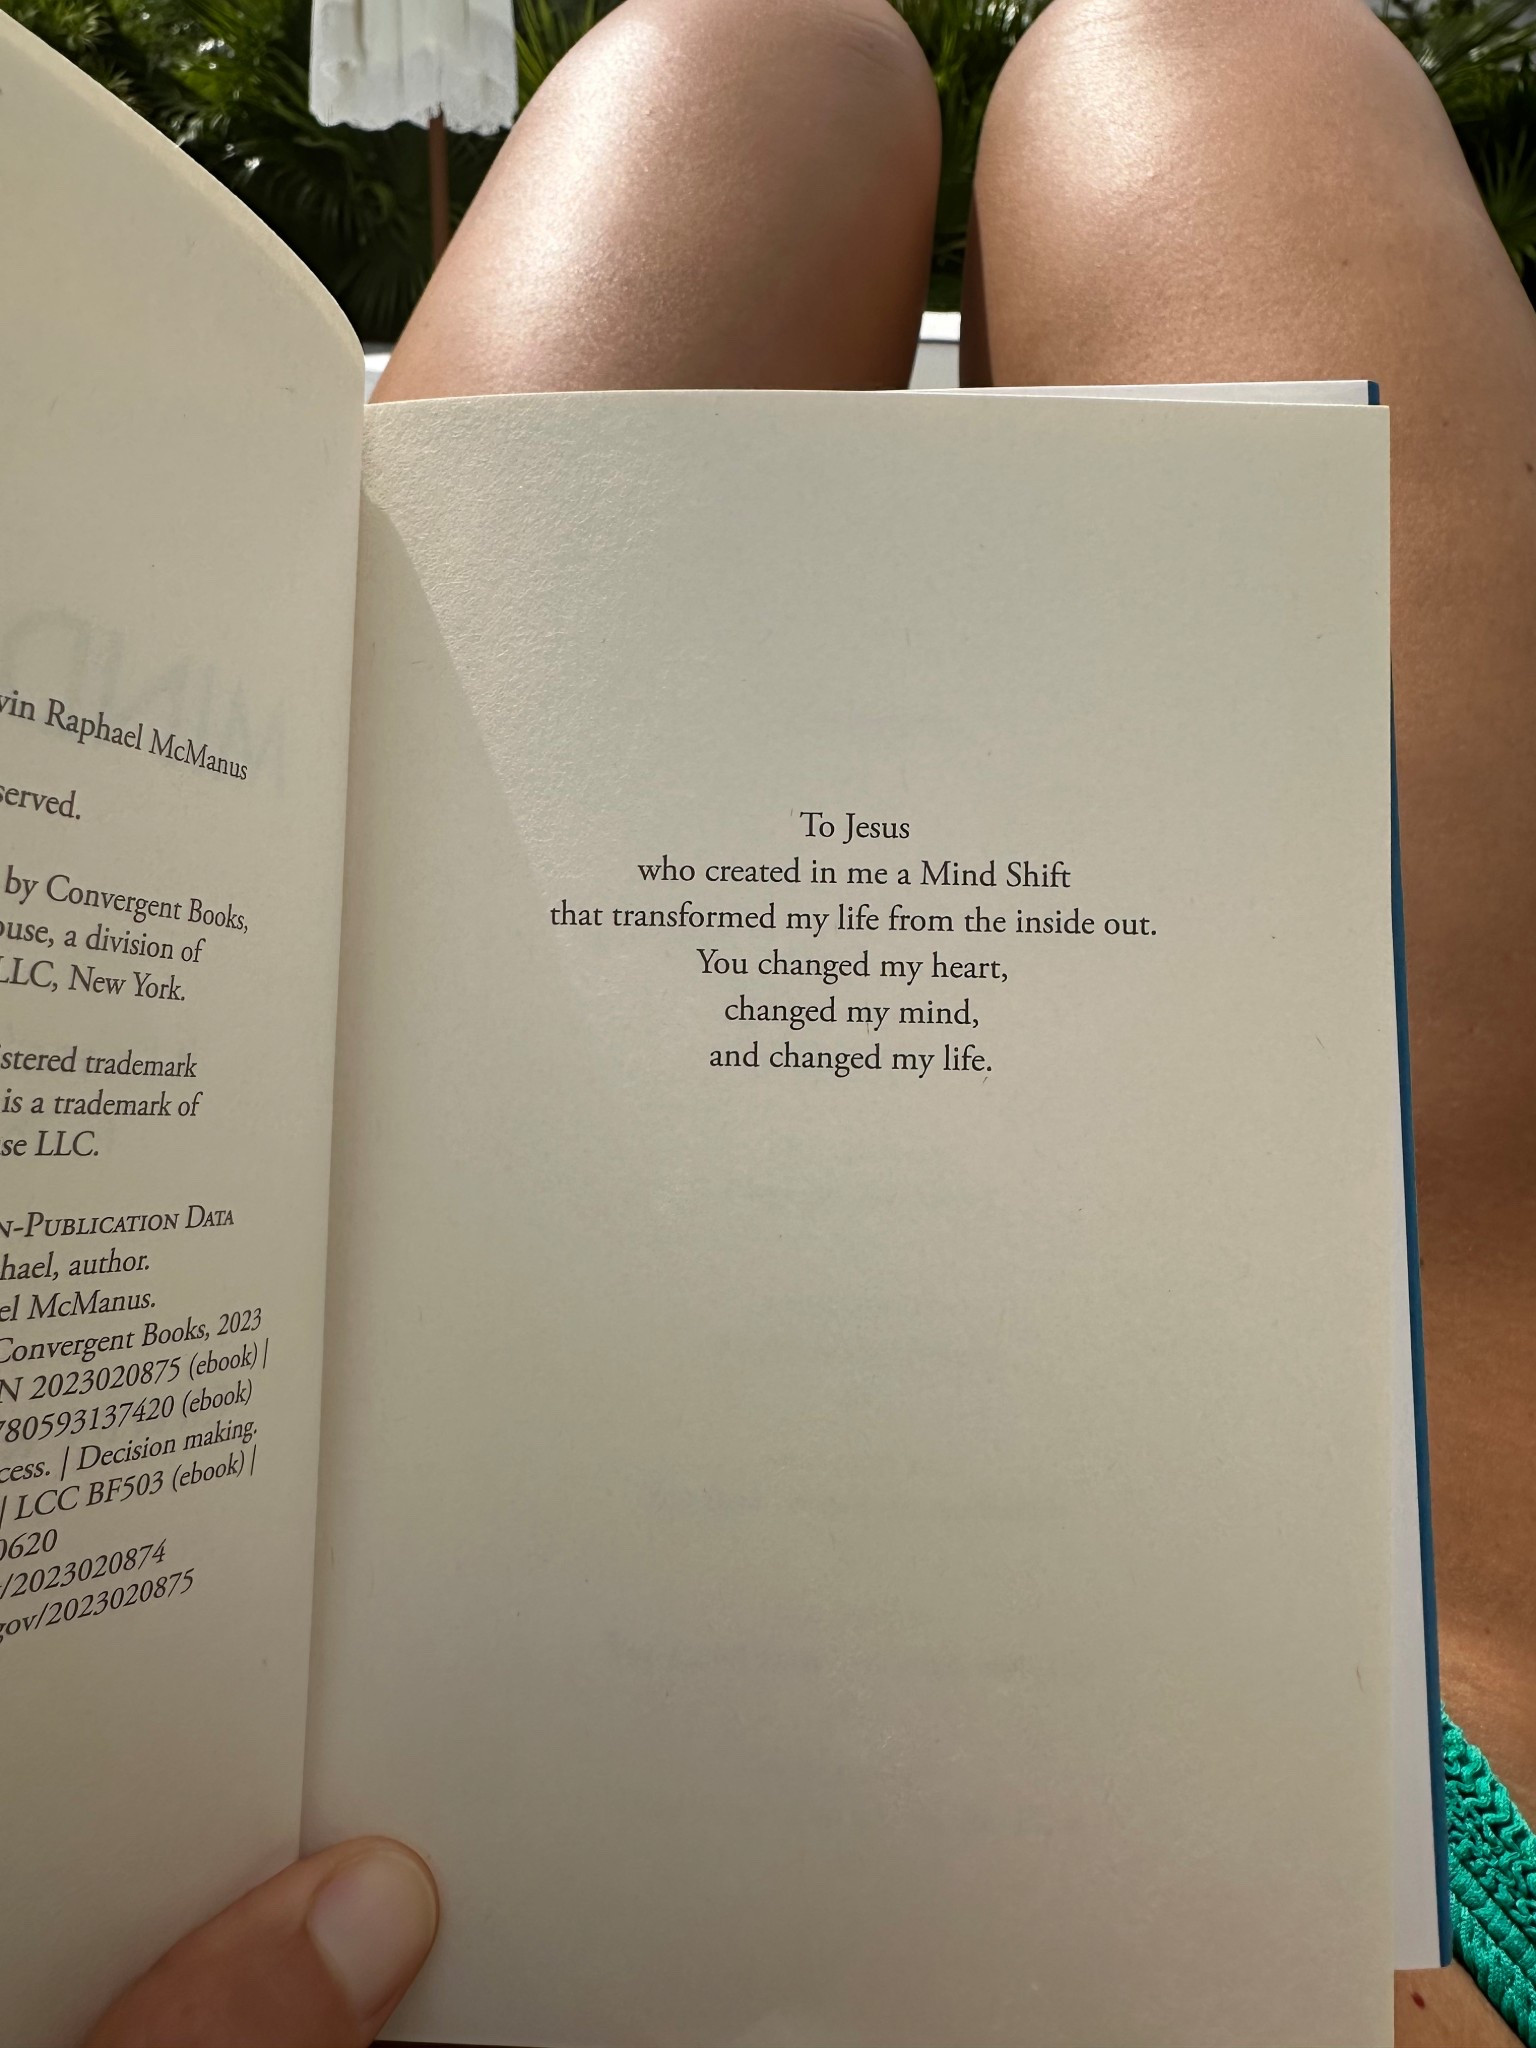 vin Raphael McManus
served.
by Convergent Books,
ouse, a division of
LLC, New York.
istered trademark
is a trademark of
se LLC.
n-Publication Data
hael, author.
el McManus.
Convergent Books, 2023
N 2023020875 (ebook) |
780593137420 (ebook)
cess. | Decision making.
| LCC BF503 (ebook) |
0620
/2023020874
gov/2023020875
To Jesus
who created in me a Mind Shift
that transformed my life from the inside out.
You changed my heart,
changed my mind,
and changed my life.